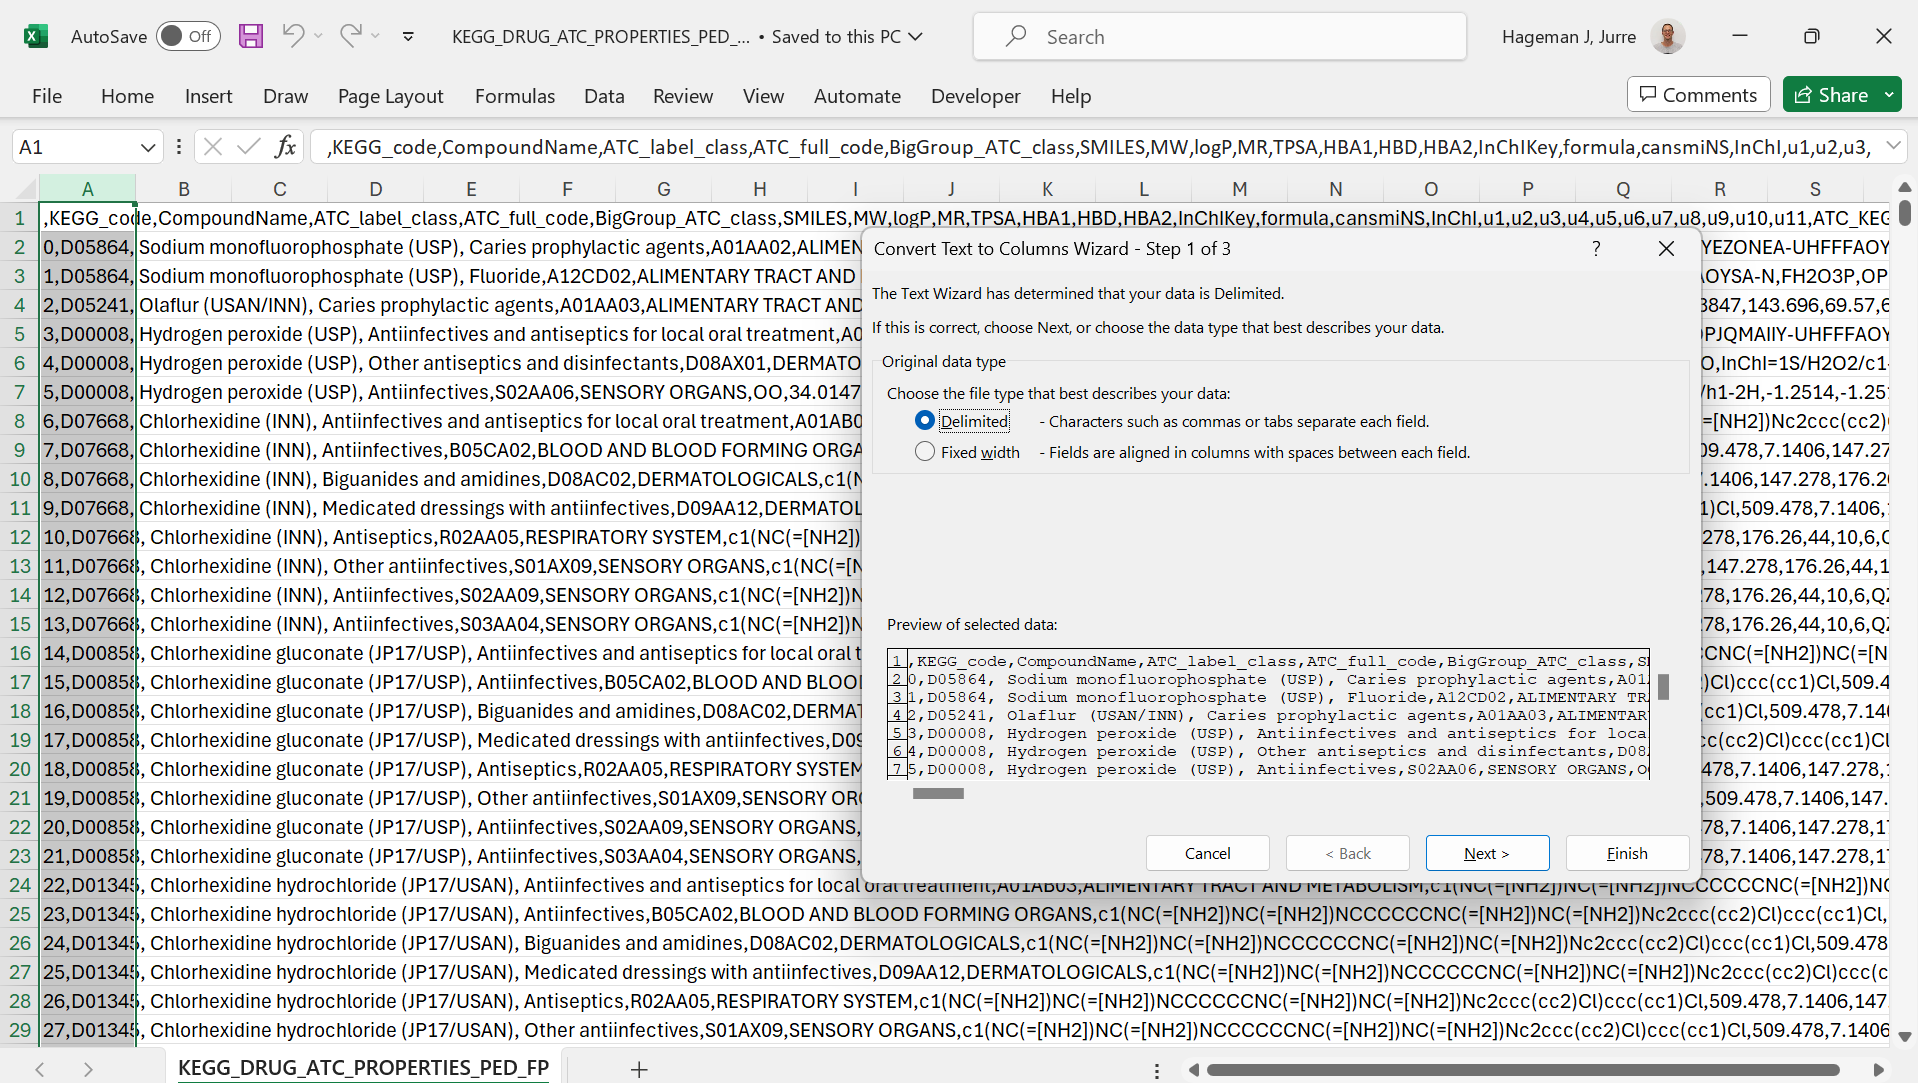 AutoSave Off KEGG_DRUG_ATC_PROPERTIES_PED_... • Saved to this PC Search Hageman J, Jurre
File Home Insert Draw Page Layout Formulas Data Review View Automate Developer Help Comments Share
A1 fx ,KEGG_code,CompoundName,ATC_label_class,ATC_full_code,BigGroup_ATC_class,SMILES,MW,logP,MR,TPSA,HBA1,HBD,HBA2,InChIKey,formula,cansmiNS,InChI,u1,u2,u3,
A B C D E F G H I J K L M N O P Q R S
1 ,KEGG_code,CompoundName,ATC_label_class,ATC_full_code,BigGroup_ATC_class,SMILES,MW,logP,MR,TPSA,HBA1,HBD,HBA2,InChIKey,formula,cansmiNS,InChI,u1,u2,u3,u4,u5,u6,u7,u8,u9,u10,u11,ATC_KEG
2 0,D05864, Sodium monofluorophosphate (USP), Caries prophylactic agents,A01AA02,ALIMEN YEZONEA-UHFFFAOY
3 1,D05864, Sodium monofluorophosphate (USP), Fluoride,A12CD02,ALIMENTARY TRACT AND AOYSA-N,FH2O3P,OP
4 2,D05241, Olaflur (USAN/INN), Caries prophylactic agents,A01AA03,ALIMENTARY TRACT AND 3847,143.696,69.57,6
5 3,D00008, Hydrogen peroxide (USP), Antiinfectives and antiseptics for local oral treatment,A0 PJQMAIIY-UHFFFAOY
6 4,D00008, Hydrogen peroxide (USP), Other antiseptics and disinfectants,D08AX01,DERMATO O,InChI=1S/H2O2/c1-
7 5,D00008, Hydrogen peroxide (USP), Antiinfectives,S02AA06,SENSORY ORGANS,OO,34.0147 /h1-2H,-1.2514,-1.25
8 6,D07668, Chlorhexidine (INN), Antiinfectives and antiseptics for local oral treatment,A01AB0 =[NH2])Nc2ccc(cc2)
9 7,D07668, Chlorhexidine (INN), Antiinfectives,B05CA02,BLOOD AND BLOOD FORMING ORGA 09.478,7.1406,147.27
10 8,D07668, Chlorhexidine (INN), Biguanides and amidines,D08AC02,DERMATOLOGICALS,c1(N .1406,147.278,176.2
11 9,D07668, Chlorhexidine (INN), Medicated dressings with antiinfectives,D09AA12,DERMATOL )Cl,509.478,7.1406,
12 10,D07668, Chlorhexidine (INN), Antiseptics,R02AA05,RESPIRATORY SYSTEM,c1(NC(=[NH2]) 278,176.26,44,10,6,
13 11,D07668, Chlorhexidine (INN), Other antiinfectives,S01AX09,SENSORY ORGANS,c1(NC(=[N ,147.278,176.26,44,1
14 12,D07668, Chlorhexidine (INN), Antiinfectives,S02AA09,SENSORY ORGANS,c1(NC(=[NH2])N 78,176.26,44,10,6,QZ
15 13,D07668, Chlorhexidine (INN), Antiinfectives,S03AA04,SENSORY ORGANS,c1(NC(=[NH2])N 78,176.26,44,10,6,QZ
16 14,D00858, Chlorhexidine gluconate (JP17/USP), Antiinfectives and antiseptics for local oral t CNC(=[NH2])NC(=[N
17 15,D00858, Chlorhexidine gluconate (JP17/USP), Antiinfectives,B05CA02,BLOOD AND BLOO )Cl)ccc(cc1)Cl,509.4
18 16,D00858, Chlorhexidine gluconate (JP17/USP), Biguanides and amidines,D08AC02,DERMAT (cc1)Cl,509.478,7.14
19 17,D00858, Chlorhexidine gluconate (JP17/USP), Medicated dressings with antiinfectives,D09 cc(cc2)Cl)ccc(cc1)Cl
20 18,D00858, Chlorhexidine gluconate (JP17/USP), Antiseptics,R02AA05,RESPIRATORY SYSTEM 478,7.1406,147.278,
21 19,D00858, Chlorhexidine gluconate (JP17/USP), Other antiinfectives,S01AX09,SENSORY OR ,509.478,7.1406,147.
22 20,D00858, Chlorhexidine gluconate (JP17/USP), Antiinfectives,S02AA09,SENSORY ORGANS, 78,7.1406,147.278,1
23 21,D00858, Chlorhexidine gluconate (JP17/USP), Antiinfectives,S03AA04,SENSORY ORGANS, 78,7.1406,147.278,1
24 22,D01345, Chlorhexidine hydrochloride (JP17/USAN), Antiinfectives and antiseptics for local oral treatment,A01AB03,ALIMENTARY TRACT AND METABOLISM,c1(NC(=[NH2])NC(=[NH2])NCCCCCCNC(=[NH2])NC
25 23,D01345, Chlorhexidine hydrochloride (JP17/USAN), Antiinfectives,B05CA02,BLOOD AND BLOOD FORMING ORGANS,c1(NC(=[NH2])NC(=[NH2])NCCCCCCNC(=[NH2])NC(=[NH2])Nc2ccc(cc2)Cl)ccc(cc1)Cl,
26 24,D01345, Chlorhexidine hydrochloride (JP17/USAN), Biguanides and amidines,D08AC02,DERMATOLOGICALS,c1(NC(=[NH2])NC(=[NH2])NCCCCCCNC(=[NH2])NC(=[NH2])Nc2ccc(cc2)Cl)ccc(cc1)Cl,509.478
27 25,D01345, Chlorhexidine hydrochloride (JP17/USAN), Medicated dressings with antiinfectives,D09AA12,DERMATOLOGICALS,c1(NC(=[NH2])NC(=[NH2])NCCCCCCNC(=[NH2])NC(=[NH2])Nc2ccc(cc2)Cl)ccc(c
28 26,D01345, Chlorhexidine hydrochloride (JP17/USAN), Antiseptics,R02AA05,RESPIRATORY SYSTEM,c1(NC(=[NH2])NC(=[NH2])NCCCCCCNC(=[NH2])NC(=[NH2])Nc2ccc(cc2)Cl)ccc(cc1)Cl,509.478,7.1406,147
29 27,D01345, Chlorhexidine hydrochloride (JP17/USAN), Other antiinfectives,S01AX09,SENSORY ORGANS,c1(NC(=[NH2])NC(=[NH2])NCCCCCCNC(=[NH2])NC(=[NH2])Nc2ccc(cc2)Cl)ccc(cc1)Cl,509.478,7.1406
KEGG_DRUG_ATC_PROPERTIES_PED_FP
Convert Text to Columns Wizard - Step 1 of 3 ?
The Text Wizard has determined that your data is Delimited.
If this is correct, choose Next, or choose the data type that best describes your data.
Original data type
Choose the file type that best describes your data:
Delimited - Characters such as commas or tabs separate each field.
Fixed width - Fields are aligned in columns with spaces between each field.
Preview of selected data:
1 ,KEGG_code,CompoundName,ATC_label_class,ATC_full_code,BigGroup_ATC_class,S
2 0,D05864, Sodium monofluorophosphate (USP), Caries prophylactic agents,A01
3 1,D05864, Sodium monofluorophosphate (USP), Fluoride,A12CD02,ALIMENTARY TR
4 2,D05241, Olaflur (USAN/INN), Caries prophylactic agents,A01AA03,ALIMENTAR
5 3,D00008, Hydrogen peroxide (USP), Antiinfectives and antiseptics for loca
6 4,D00008, Hydrogen peroxide (USP), Other antiseptics and disinfectants,D08
7 5,D00008, Hydrogen peroxide (USP), Antiinfectives,S02AA06,SENSORY ORGANS,O
Cancel < Back Next > Finish